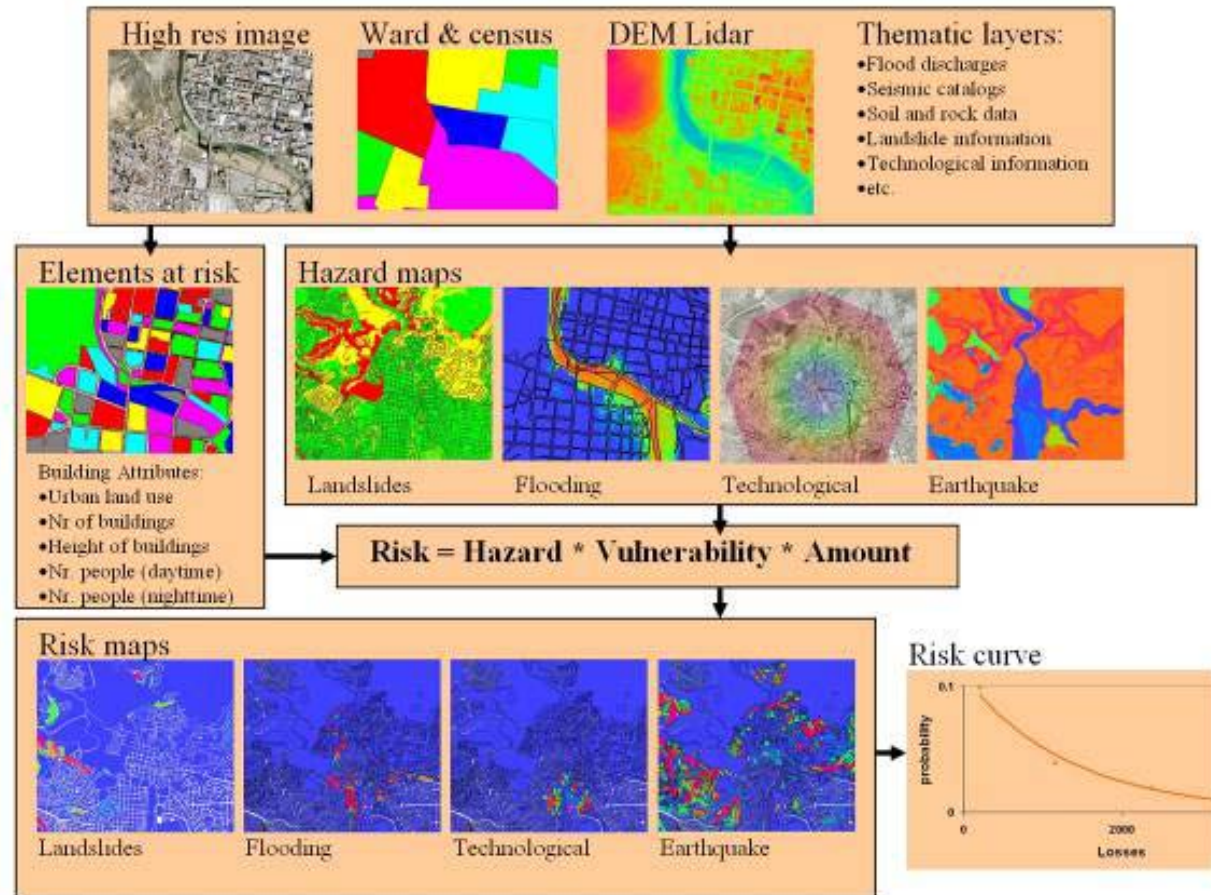 High res image
Ward & census
DEM Lidar
Thematic layers:
•Flood discharges
•Seismic catalogs
•Soil and rock data
•Landslide information
•Technological information
•etc.
Elements at risk
Building Attributes:
•Urban land use
•Nr of buildings
•Height of buildings
•Nr. people (daytime)
•Nr. people (nighttime)
Hazard maps
Landslides
Flooding
Technological
Earthquake
Risk = Hazard * Vulnerability * Amount
Risk maps
Landslides
Flooding
Technological
Earthquake
Risk curve
0.1
probability
0
0
2000
Losses